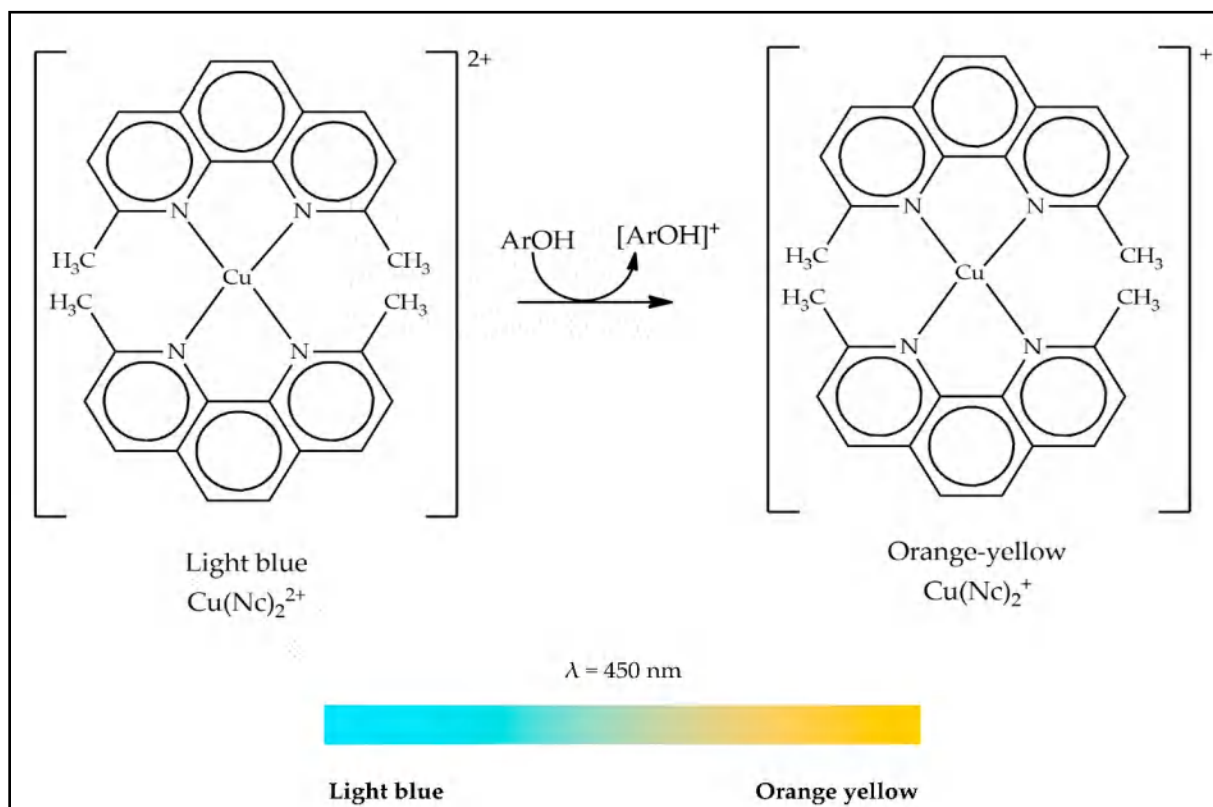 2+
+
N N
N N
H₃C CH₃
H₃C CH₃
Cu
Cu
H₃C CH₃
H₃C CH₃
N N
N N
ArOH [ArOH]⁺
Light blue
Cu(Nc)₂²⁺
Orange-yellow
Cu(Nc)₂⁺
λ = 450 nm
Light blue Orange yellow